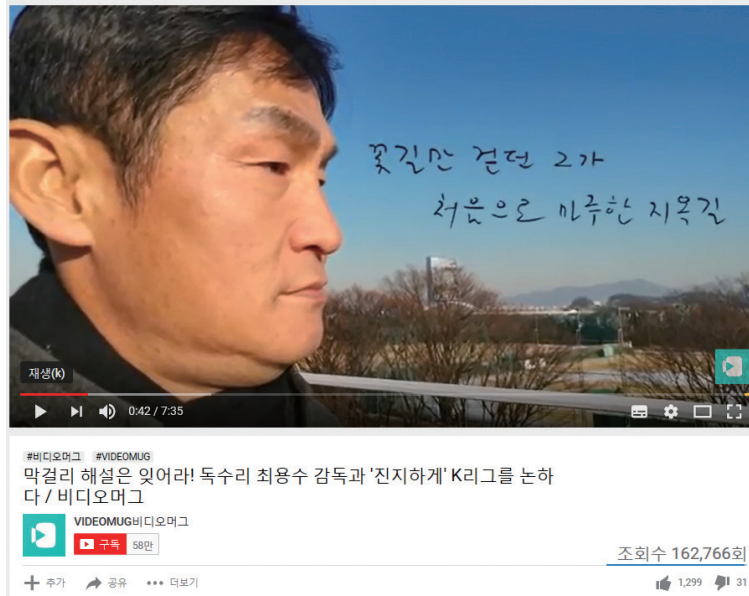 꽃길만 걷던 그가
처음으로 마주한 지옥길
재생(k)
0:42 / 7:35
#비디오머그 #VIDEOMUG
막걸리 해설은 잊어라! 독수리 최용수 감독과 '진지하게' K리그를 논하
다 / 비디오머그
VIDEOMUG비디오머그
구독 58만
조회수 162,766회
추가 공유 더보기 1,299 31